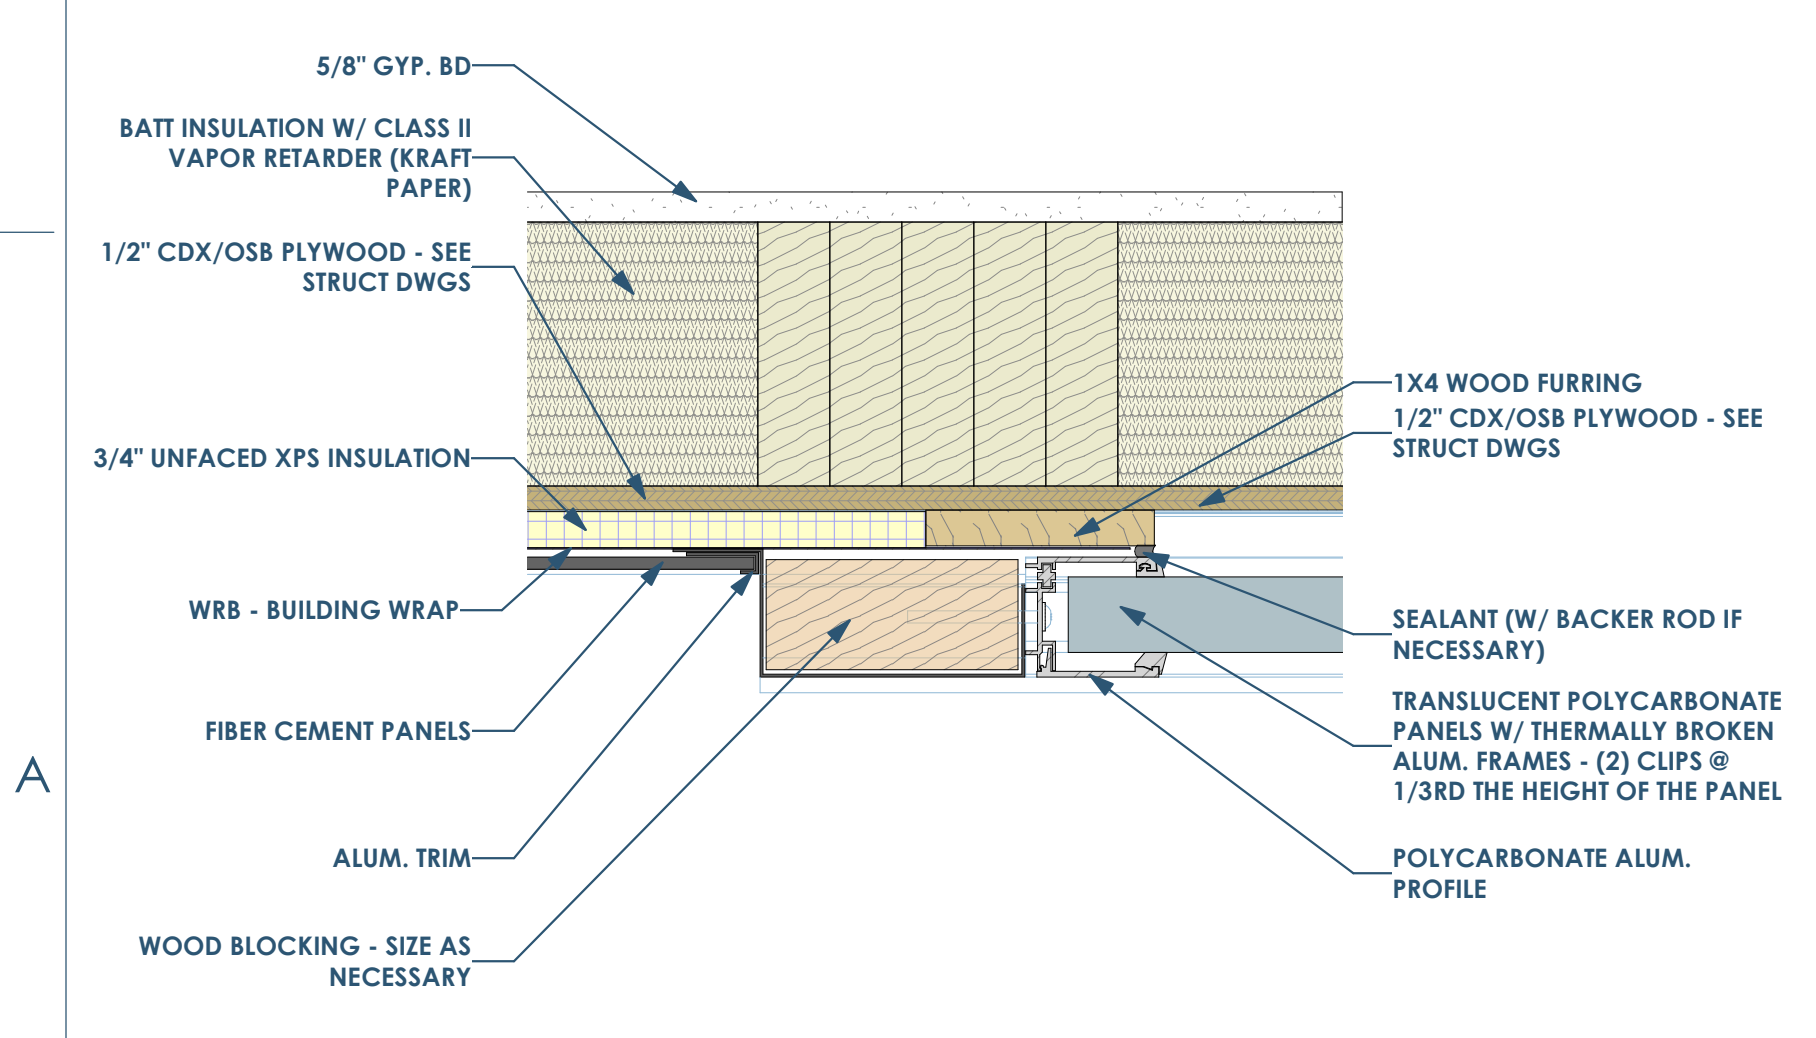 5/8" GYP. BD
BATT INSULATION W/ CLASS II
VAPOR RETARDER (KRAFT
PAPER)
1/2" CDX/OSB PLYWOOD - SEE
STRUCT DWGS
3/4" UNFACED XPS INSULATION
WRB - BUILDING WRAP
FIBER CEMENT PANELS
A
ALUM. TRIM
WOOD BLOCKING - SIZE AS
NECESSARY
1X4 WOOD FURRING
1/2" CDX/OSB PLYWOOD - SEE
STRUCT DWGS
SEALANT (W/ BACKER ROD IF
NECESSARY)
TRANSLUCENT POLYCARBONATE
PANELS W/ THERMALLY BROKEN
ALUM. FRAMES - (2) CLIPS @
1/3RD THE HEIGHT OF THE PANEL
POLYCARBONATE ALUM.
PROFILE